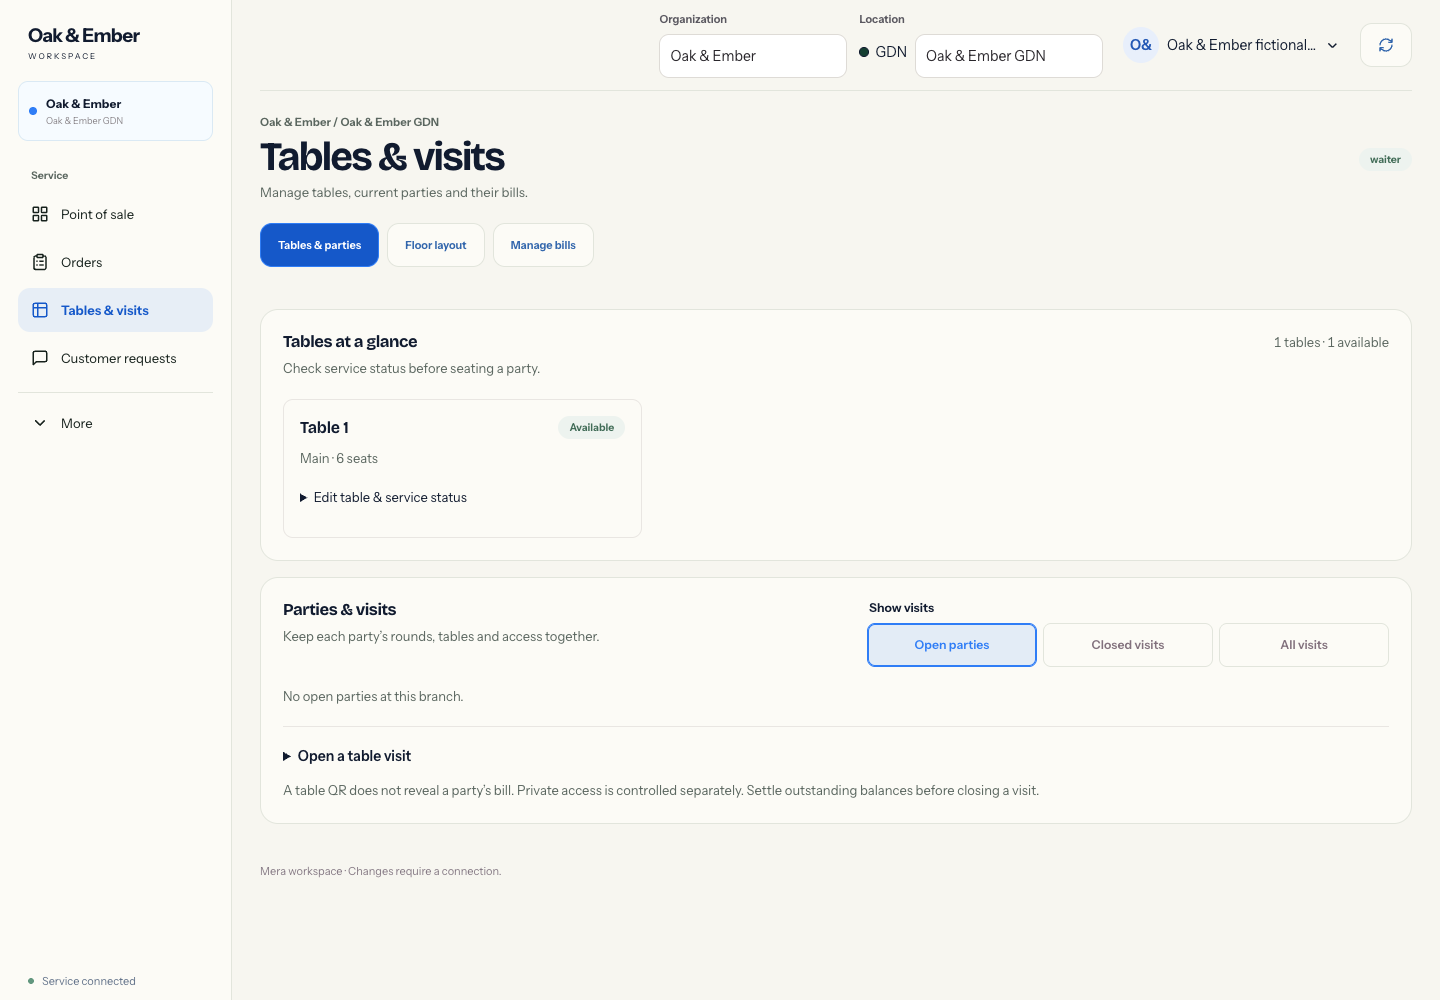 Oak & Ember
WORKSPACE
Oak & Ember
Oak & Ember GDN
Service
Point of sale
Orders
Tables & visits
Customer requests
More
Service connected
Organization
Oak & Ember
Location
GDN
Oak & Ember GDN
O&
Oak & Ember fictional...
Oak & Ember / Oak & Ember GDN
Tables & visits
waiter
Manage tables, current parties and their bills.
Tables & parties
Floor layout
Manage bills
Tables at a glance
1 tables · 1 available
Check service status before seating a party.
Table 1
Available
Main · 6 seats
Edit table & service status
Parties & visits
Keep each party’s rounds, tables and access together.
Show visits
Open parties
Closed visits
All visits
No open parties at this branch.
Open a table visit
A table QR does not reveal a party’s bill. Private access is controlled separately. Settle outstanding balances before closing a visit.
Mera workspace · Changes require a connection.